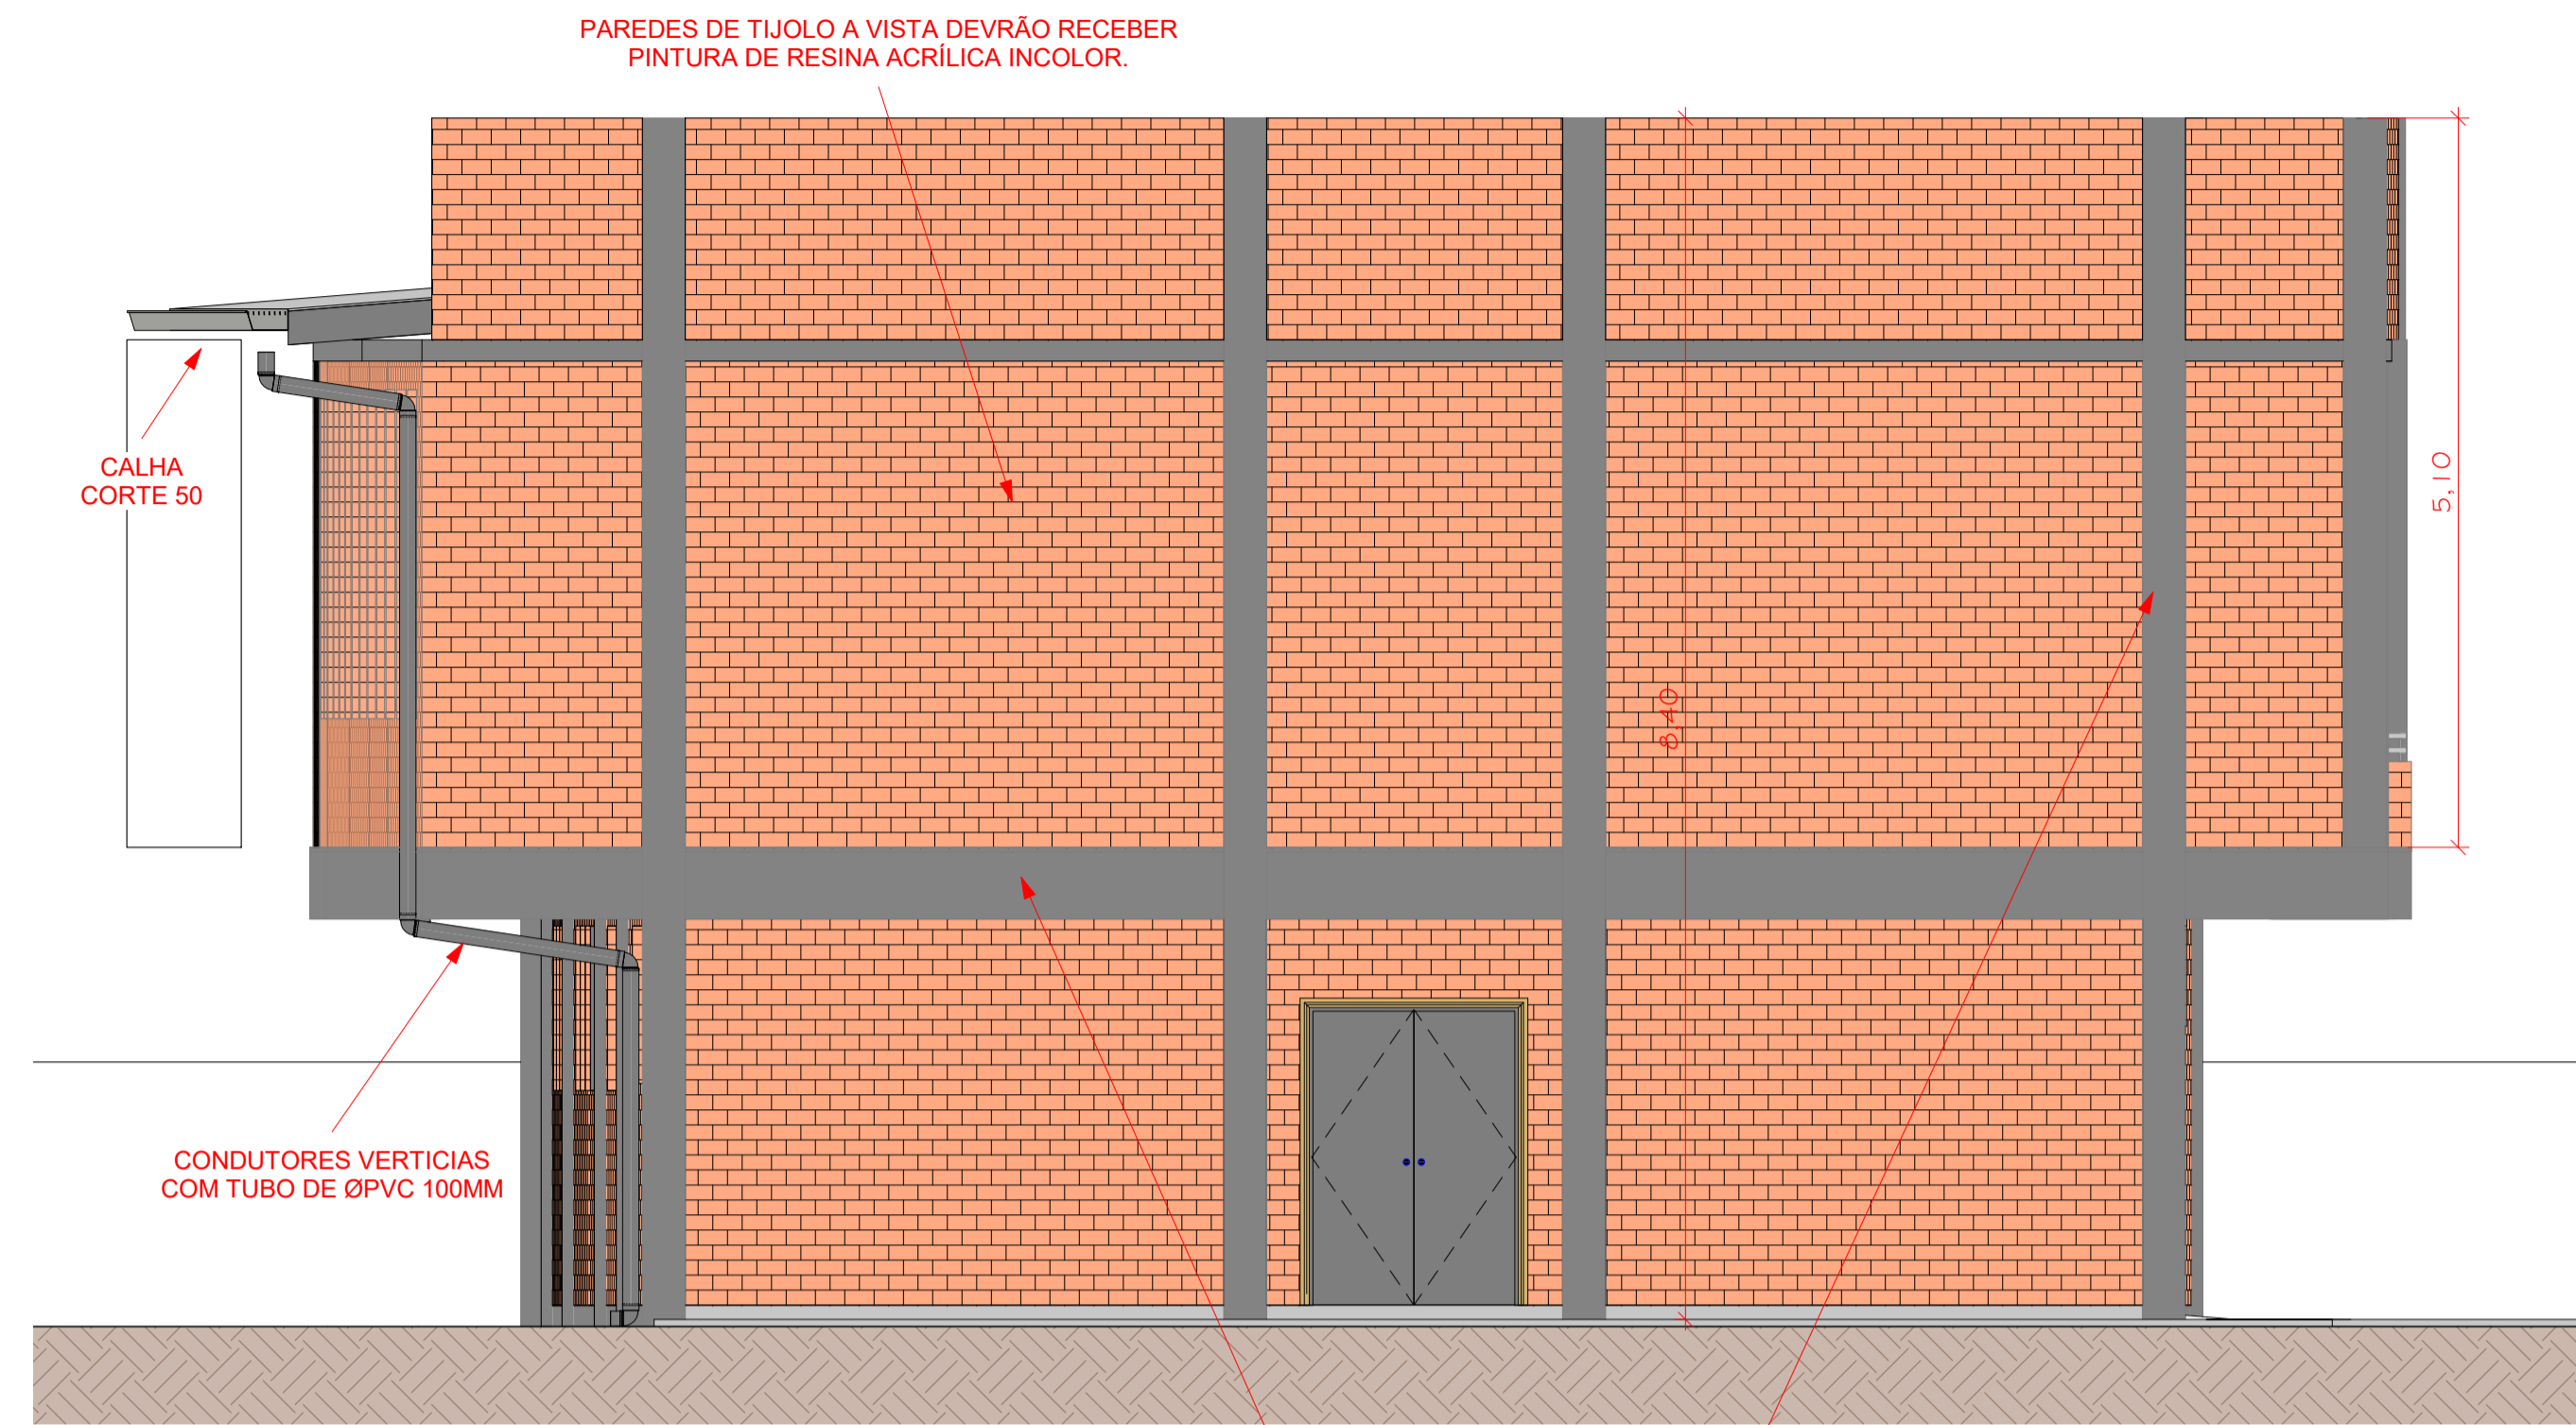 PAREDES DE TIJOLO A VISTA DEVRÃO RECEBER
PINTURA DE RESINA ACRÍLICA INCOLOR.
CALHA
CORTE 50
5,10
8,40
CONDUTORES VERTICIAS
COM TUBO DE ØPVC 100MM